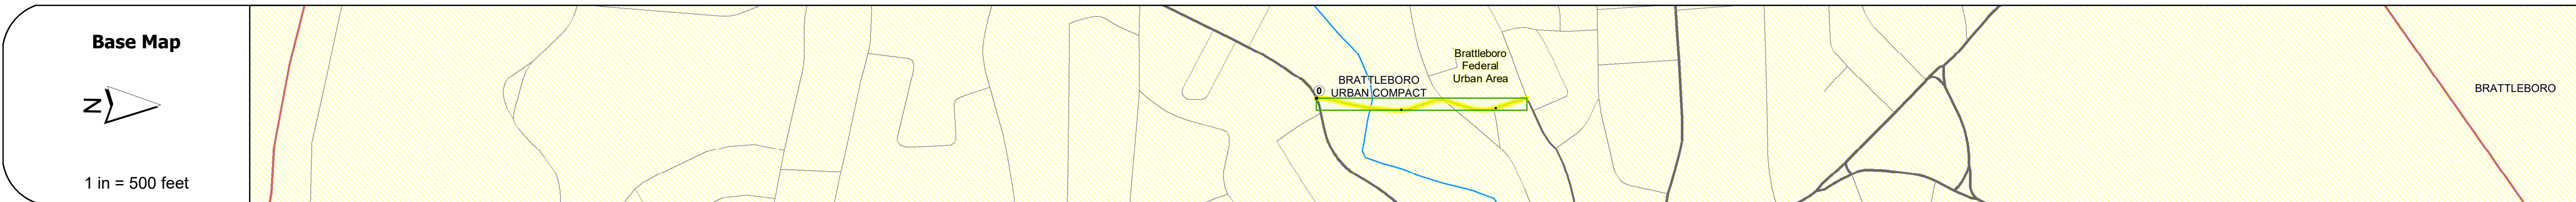 Base Map
N
1 in = 500 feet
0
BRATTLEBORO
URBAN COMPACT
Brattleboro
Federal
Urban Area
BRATTLEBORO